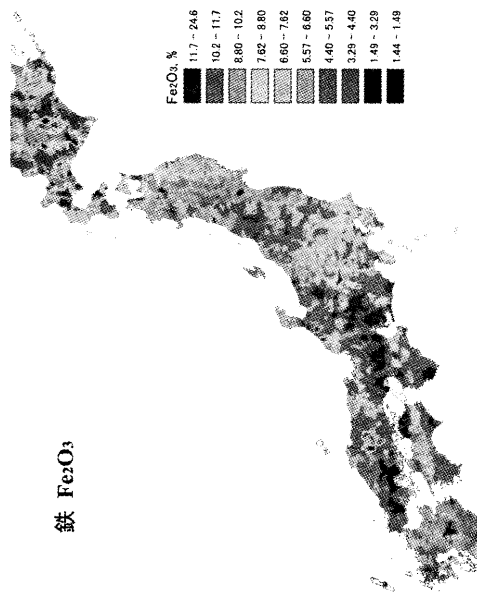 鉄 Fe2O3
Fe2O3, %
11.7 - 24.6
10.2 - 11.7
8.80 - 10.2
7.62 - 8.80
6.60 - 7.62
5.57 - 6.60
4.40 - 5.57
3.29 - 4.40
1.49 - 3.29
1.44 - 1.49